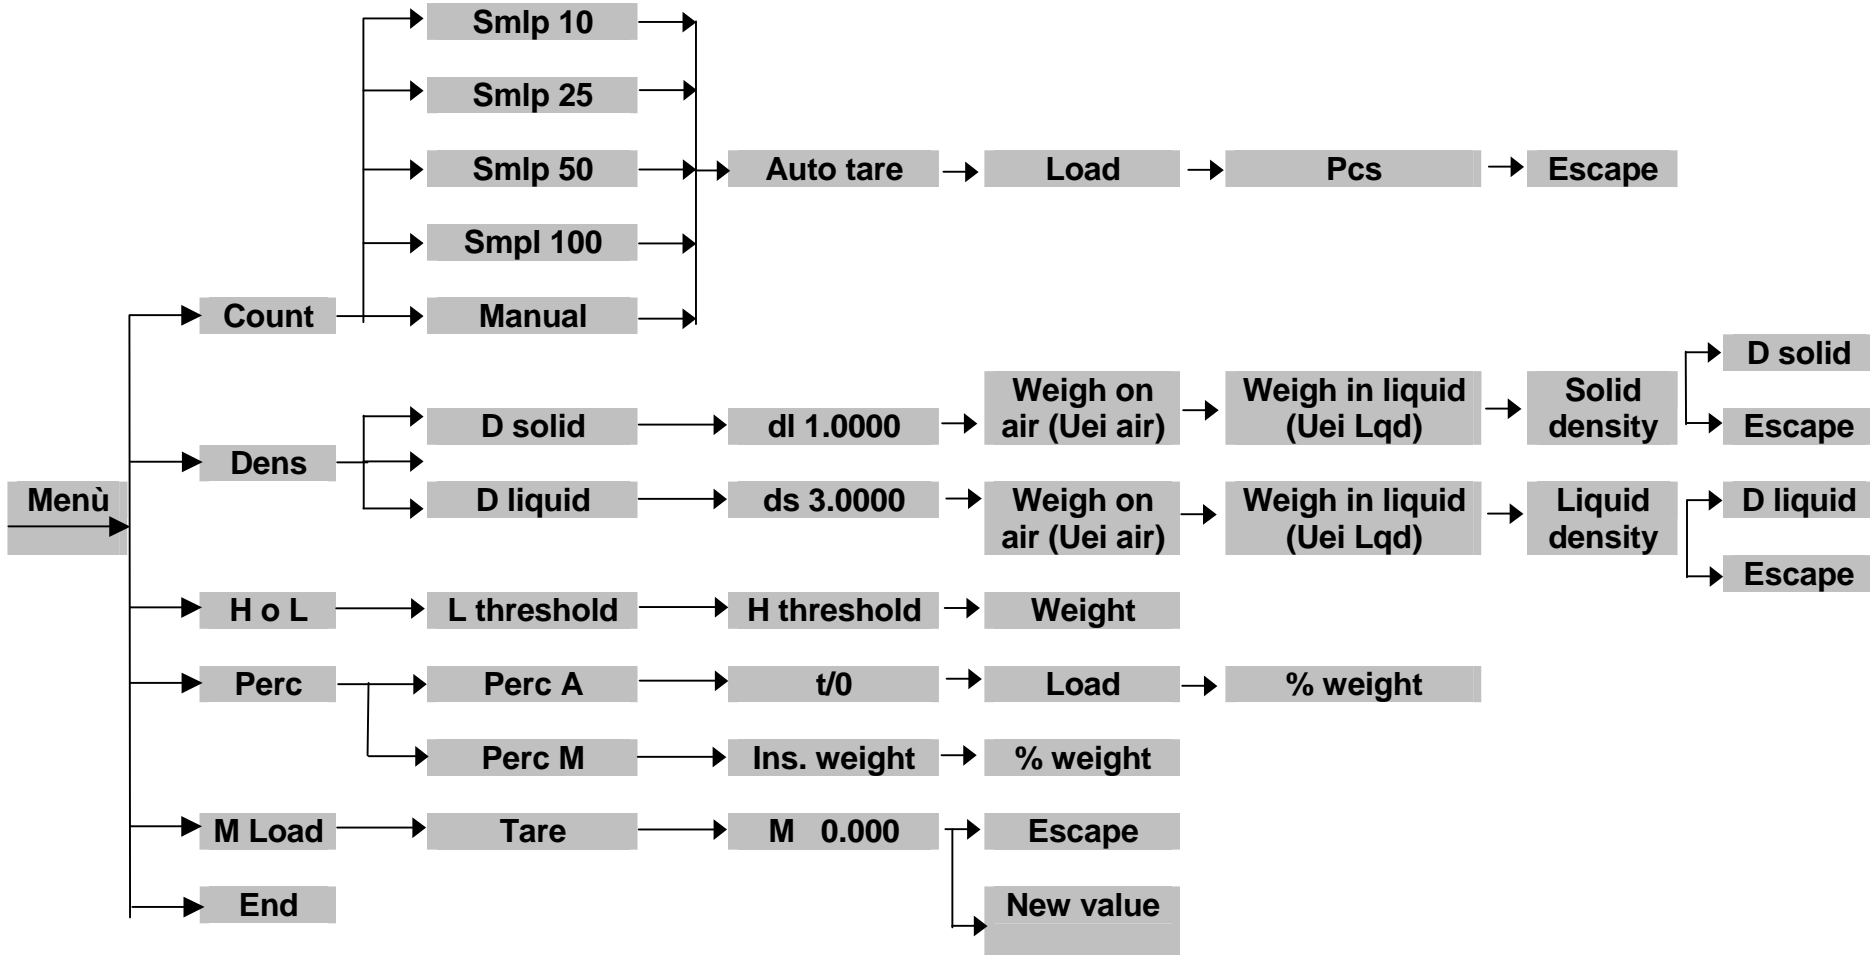 Smlp 10
Smlp 25
Smlp 50
Auto tare
Load
Pcs
Escape
Smpl 100
Count
Manual
D solid
Dens
D solid
dl 1.0000
Weigh on
air (Uei air)
Weigh in liquid
(Uei Lqd)
Solid
density
Escape
Menù
D liquid
ds 3.0000
Weigh on
air (Uei air)
Weigh in liquid
(Uei Lqd)
Liquid
density
D liquid
Escape
H o L
L threshold
H threshold
Weight
Perc
Perc A
t/0
Load
% weight
Perc M
Ins. weight
% weight
M Load
Tare
M 0.000
Escape
End
New value